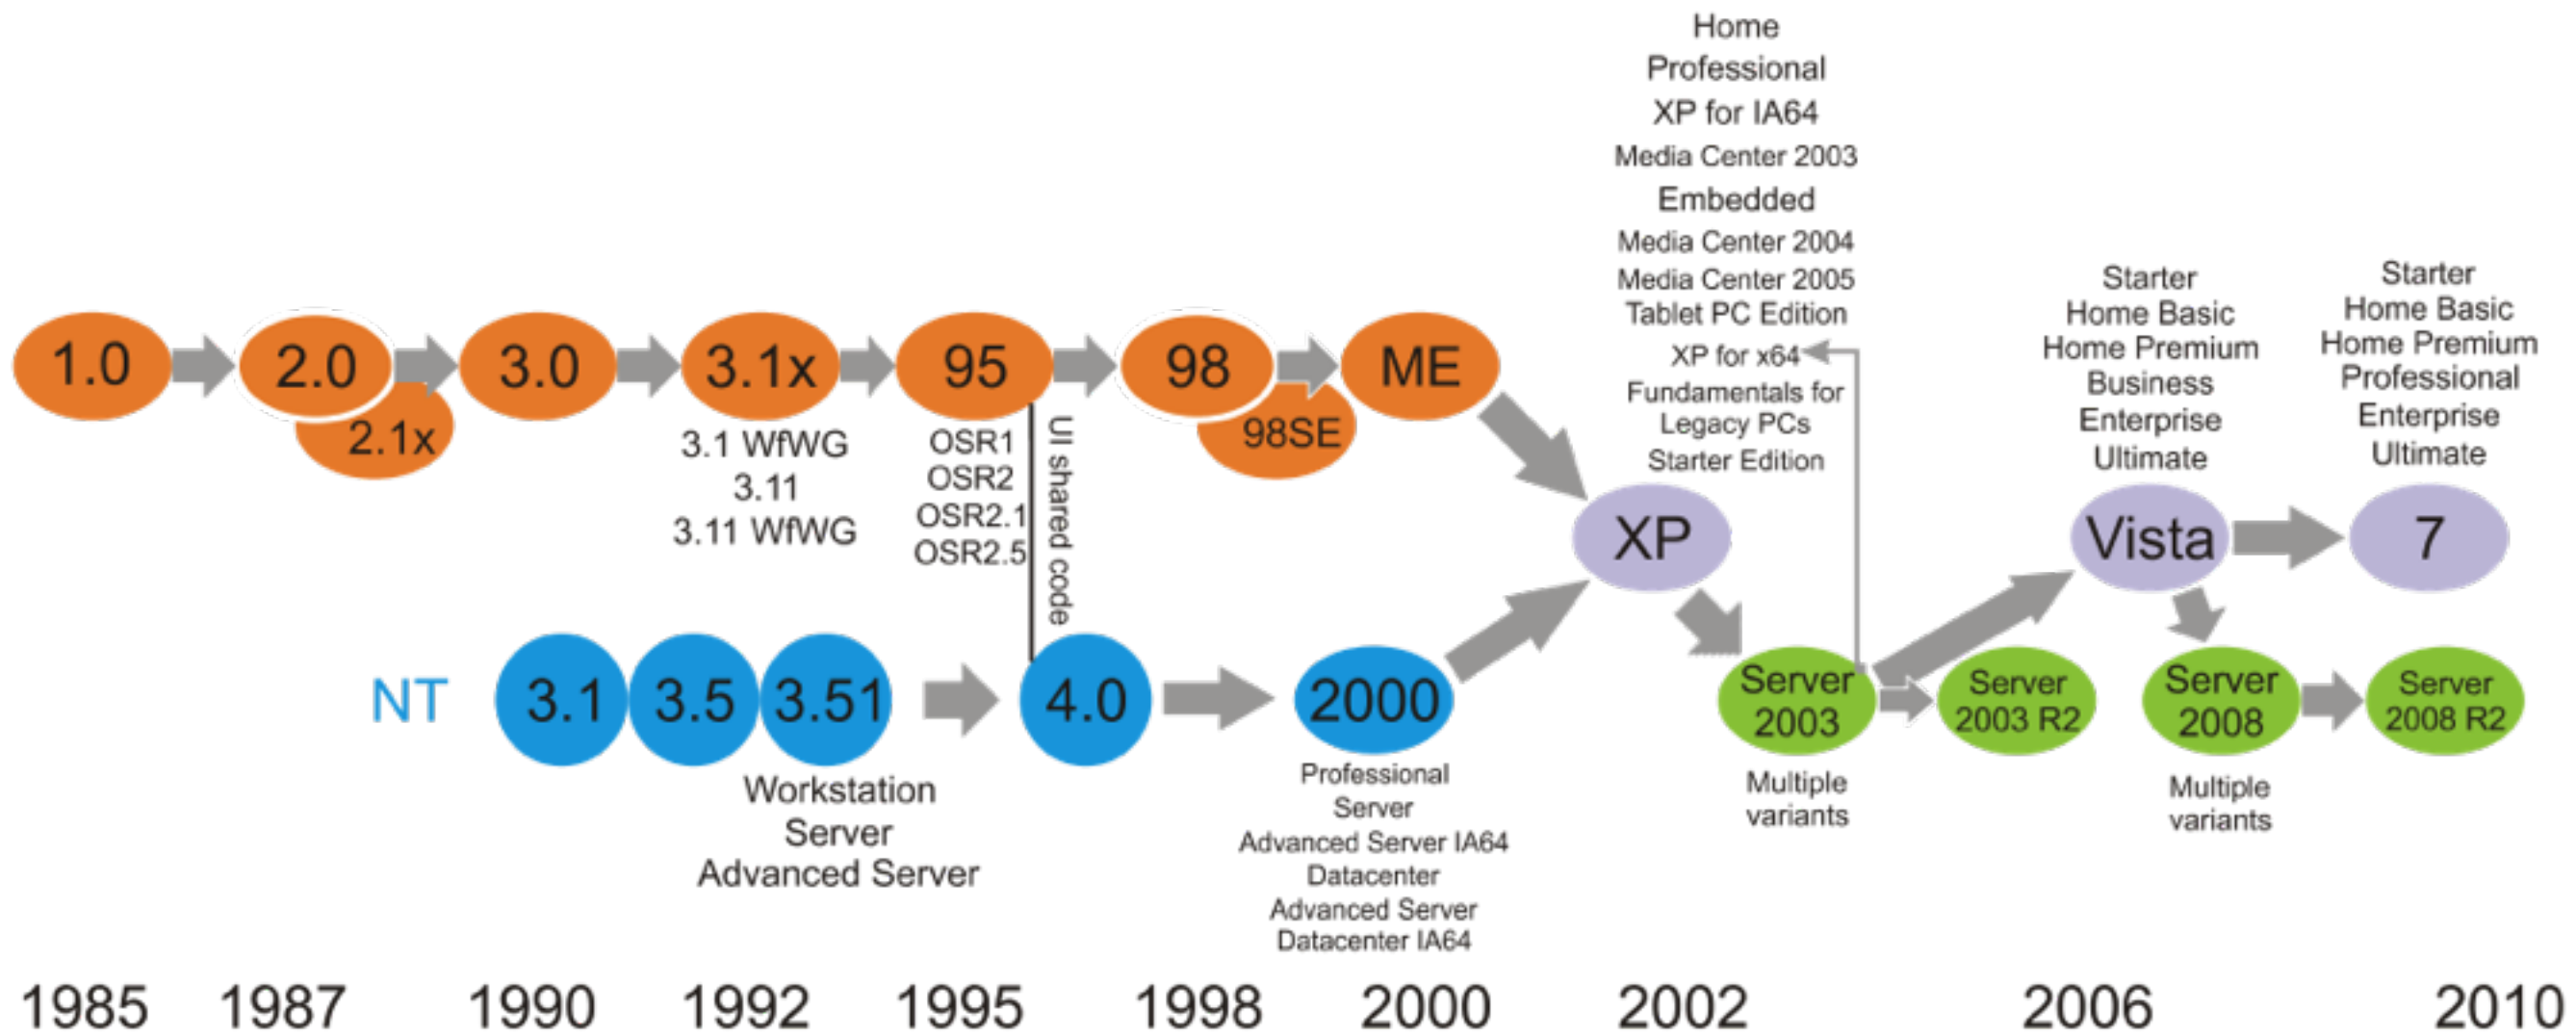 Home
Professional
XP for IA64
Media Center 2003
Embedded
Media Center 2004
Media Center 2005
Tablet PC Edition
XP for x64
Fundamentals for
Legacy PCs
Starter Edition
Starter
Home Basic
Home Premium
Business
Enterprise
Ultimate
Starter
Home Basic
Home Premium
Professional
Enterprise
Ultimate
1.0
2.0
2.1x
3.0
3.1x
95
98
98SE
ME
3.1 WfWG
3.11
3.11 WfWG
OSR1
OSR2
OSR2.1
OSR2.5
UI shared code
XP
Vista
7
NT
3.1
3.5
3.51
4.0
2000
Server
2003
Server
2003 R2
Server
2008
Server
2008 R2
Workstation
Server
Advanced Server
Professional
Server
Advanced Server IA64
Datacenter
Advanced Server
Datacenter IA64
Multiple
variants
Multiple
variants
1985
1987
1990
1992
1995
1998
2000
2002
2006
2010